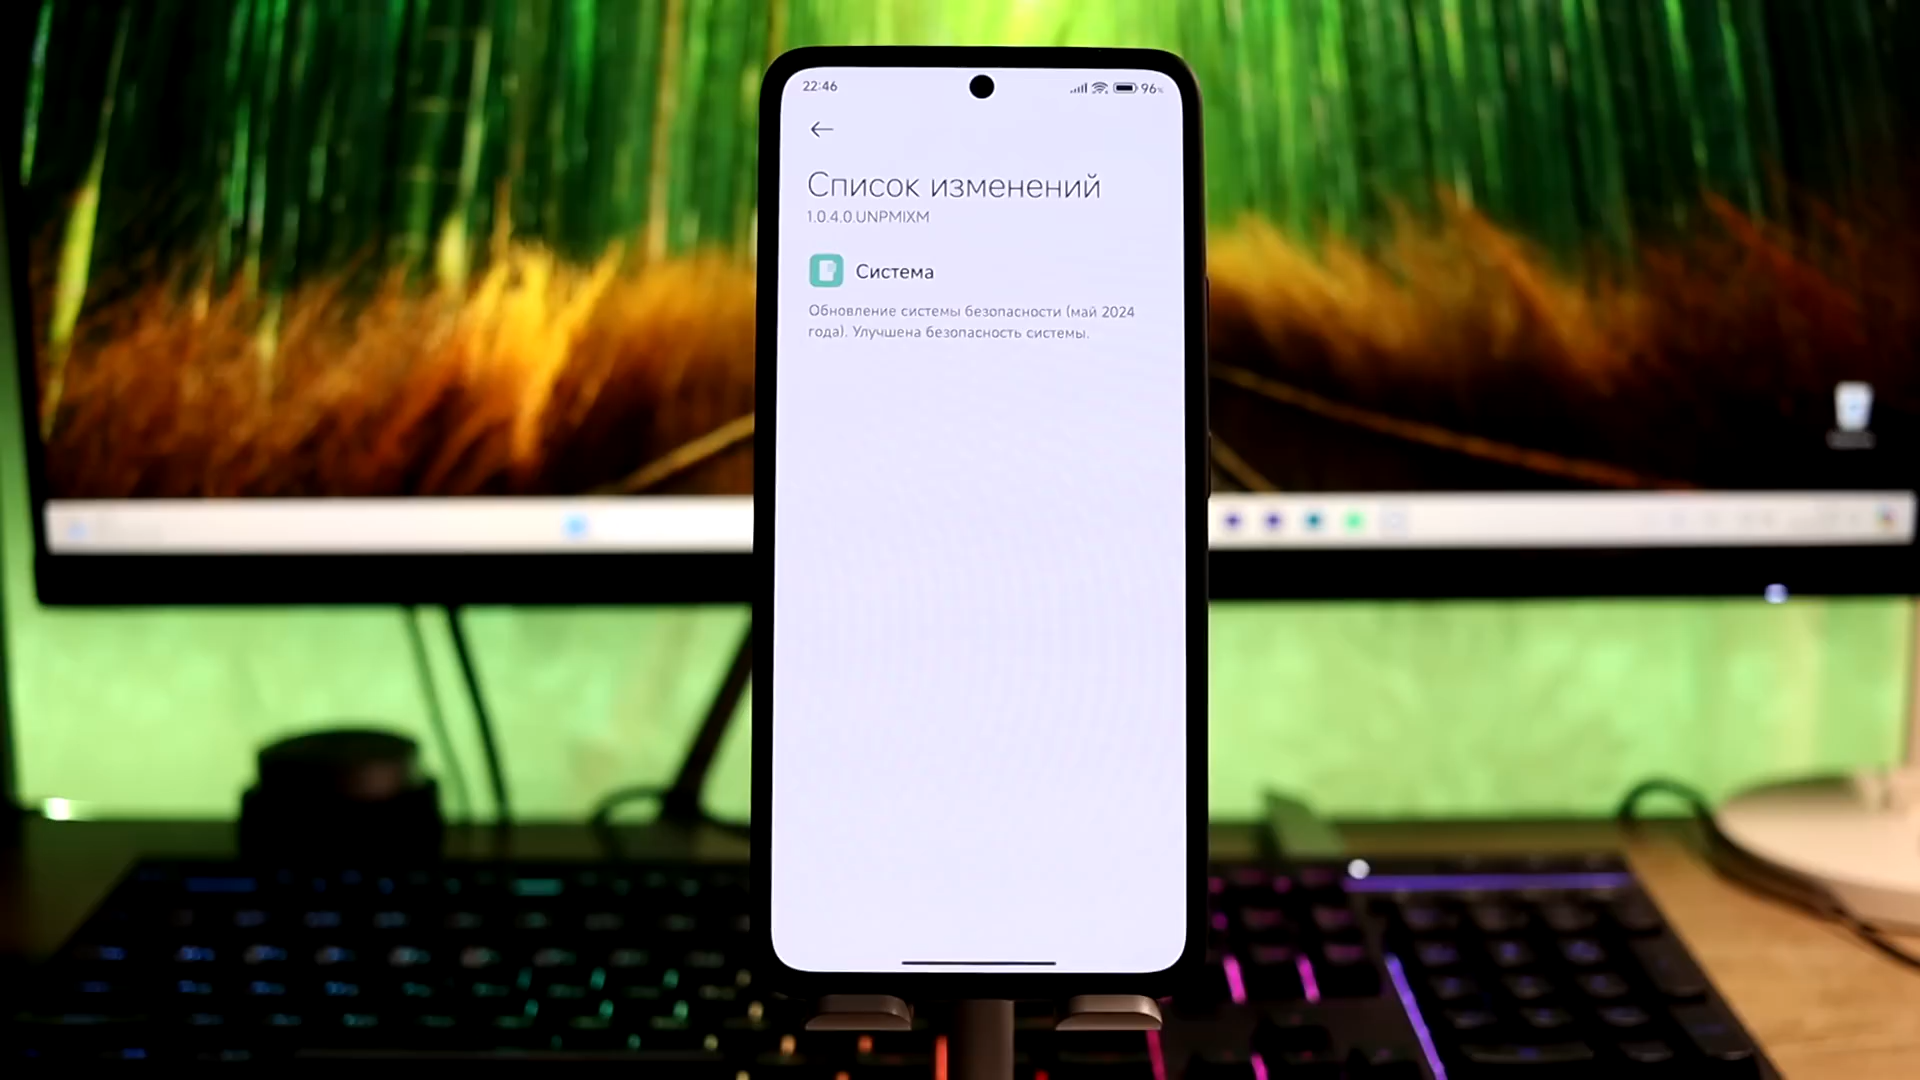 22:46
96%
Список изменений
1.0.4.0.UNPMIXM
Система
Обновление системы безопасности (май 2024
года). Улучшена безопасность системы.